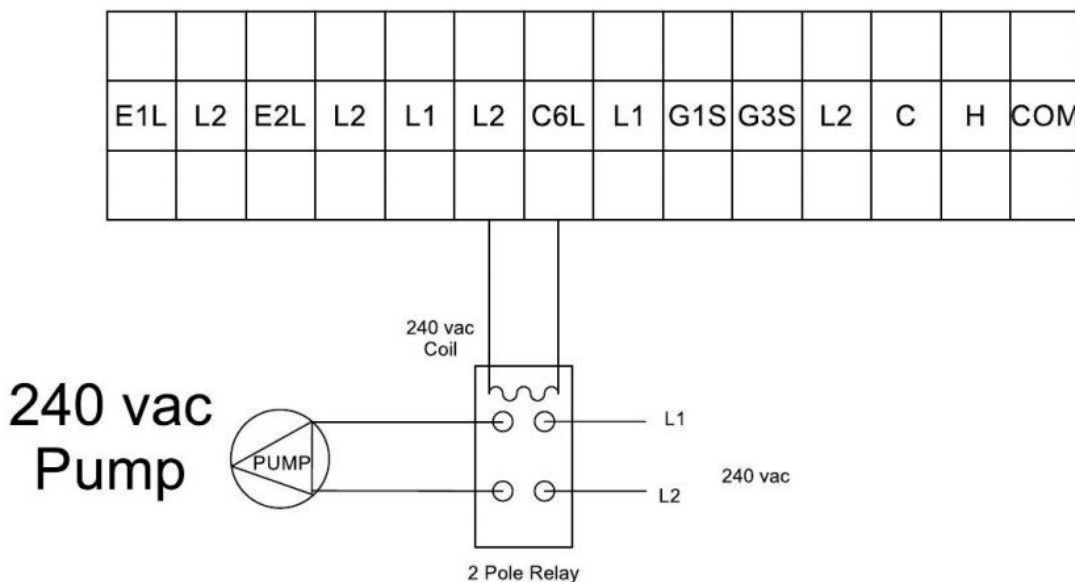 E1L L2 E2L L2 L1 L2 C6L L1 G1S G3S L2 C H COM
240 vac
Coil
240 vac
Pump
PUMP
L1
L2
240 vac
2 Pole Relay